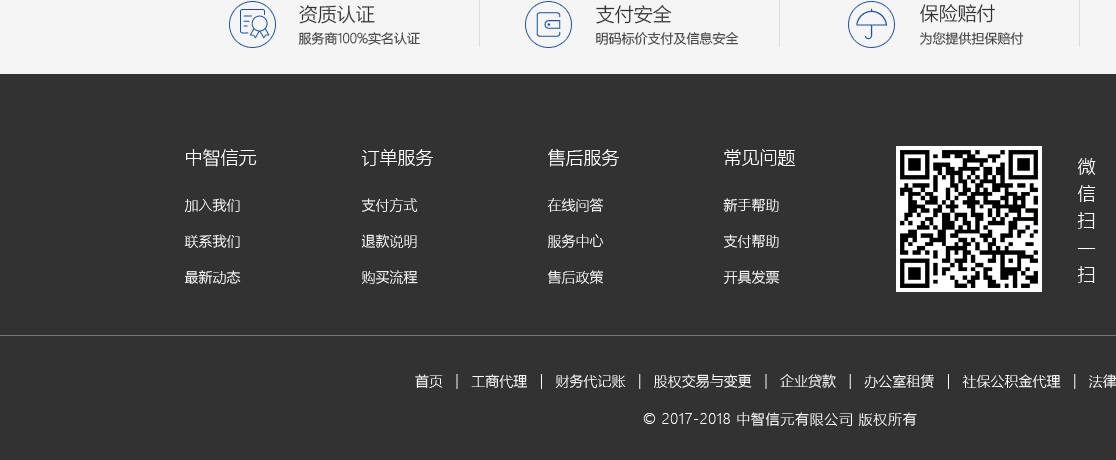 资质认证
服务商100%实名认证
支付安全
明码标价支付及信息安全
保险赔付
为您提供担保赔付
中智信元
加入我们
联系我们
最新动态
订单服务
支付方式
退款说明
购买流程
售后服务
在线问答
服务中心
售后政策
常见问题
新手帮助
支付帮助
开具发票
微信扫一扫
首页 | 工商代理 | 财务代记账 | 股权交易与变更 | 企业贷款 | 办公室租赁 | 社保公积金代理 | 法律
© 2017-2018 中智信元有限公司 版权所有